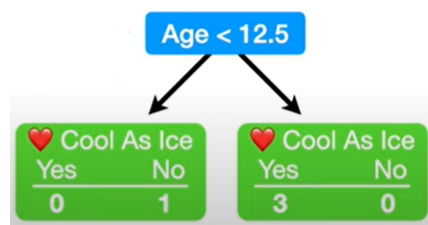 Age < 12.5
❤️ Cool As Ice
Yes No
0 1
❤️ Cool As Ice
Yes No
3 0